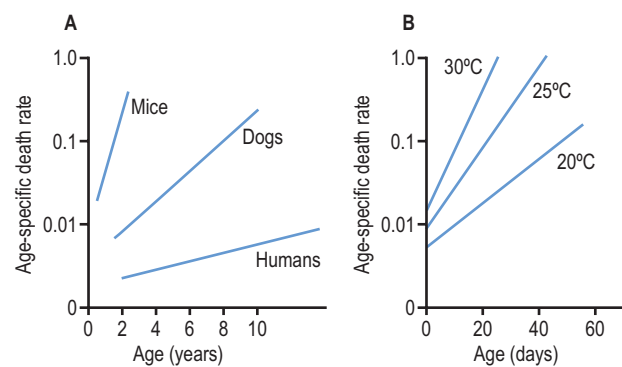 A
Age-specific death rate
1.0
0.1
0.01
0
Mice
Dogs
Humans
0 2 4 6 8 10
Age (years)
B
Age-specific death rate
1.0
0.1
0.01
0
30ºC
25ºC
20ºC
0 20 40 60
Age (days)